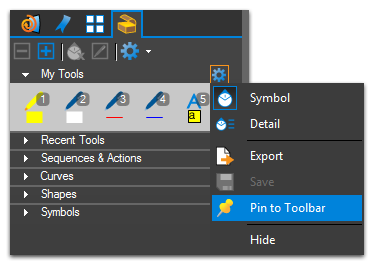 My Tools
1 2 3 4 A5
a
Recent Tools
Sequences & Actions
Curves
Shapes
Symbols
Symbol
Detail
Export
Save
Pin to Toolbar
Hide